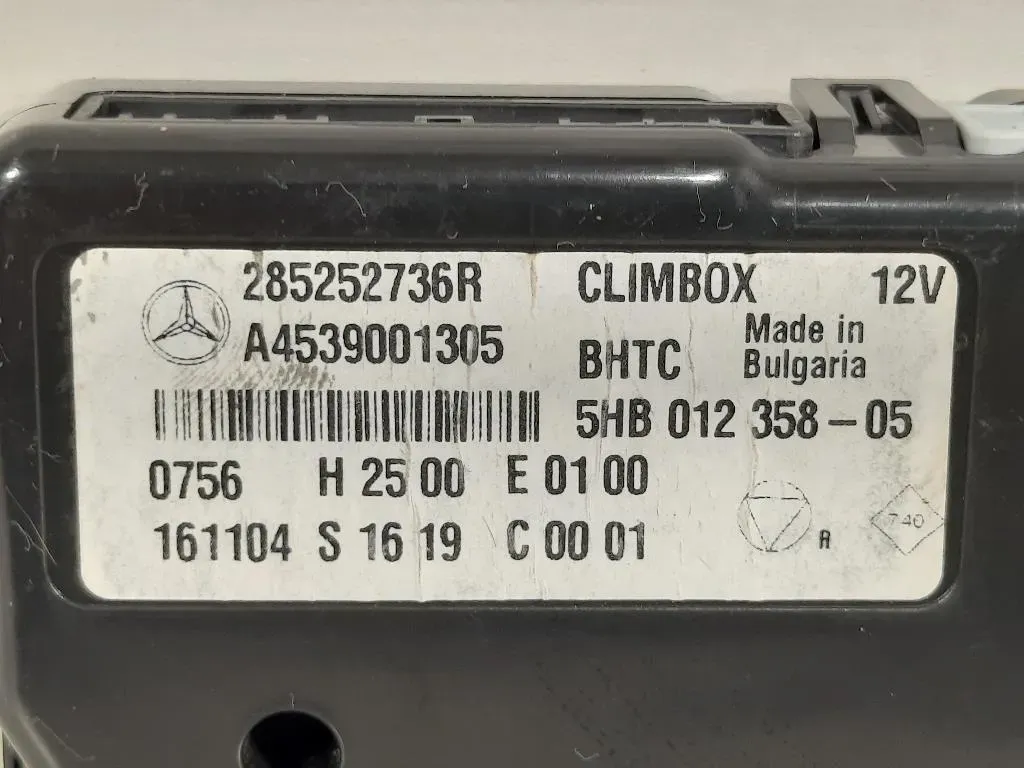 285252736R CLIMBOX 12V
A4539001305 BHTC Made in
Bulgaria
5HB 012 358-05
0756 H 25 00 E 01 00
161104 S 16 19 C 00 01
R
740